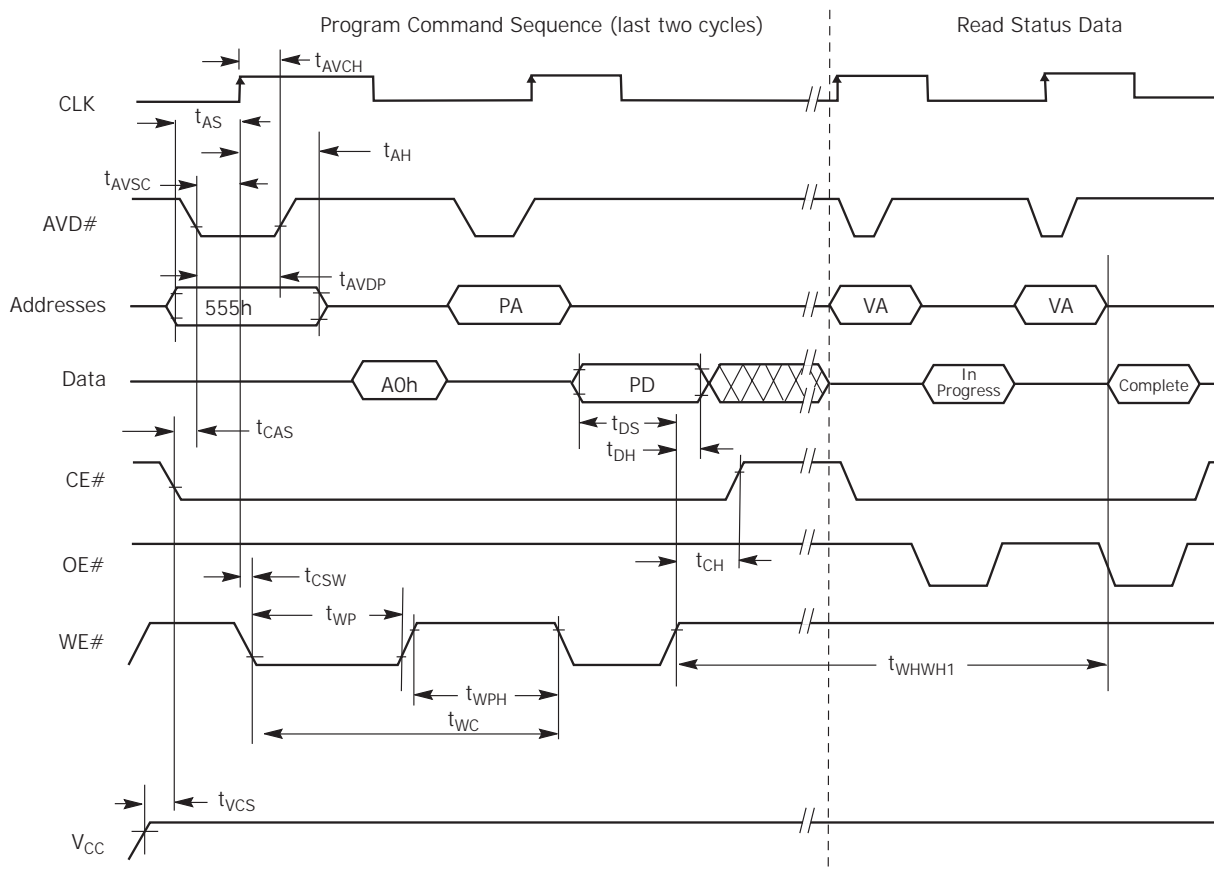 Program Command Sequence (last two cycles)
Read Status Data
tAVCH
CLK
tAS
tAH
tAVSC
AVD#
tAVDP
Addresses
555h
PA
VA
VA
Data
A0h
PD
In
Progress
Complete
tCAS
tDS
tDH
CE#
OE#
tCH
tCSW
tWP
WE#
tWHWH1
tWPH
tWC
tVCS
VCC